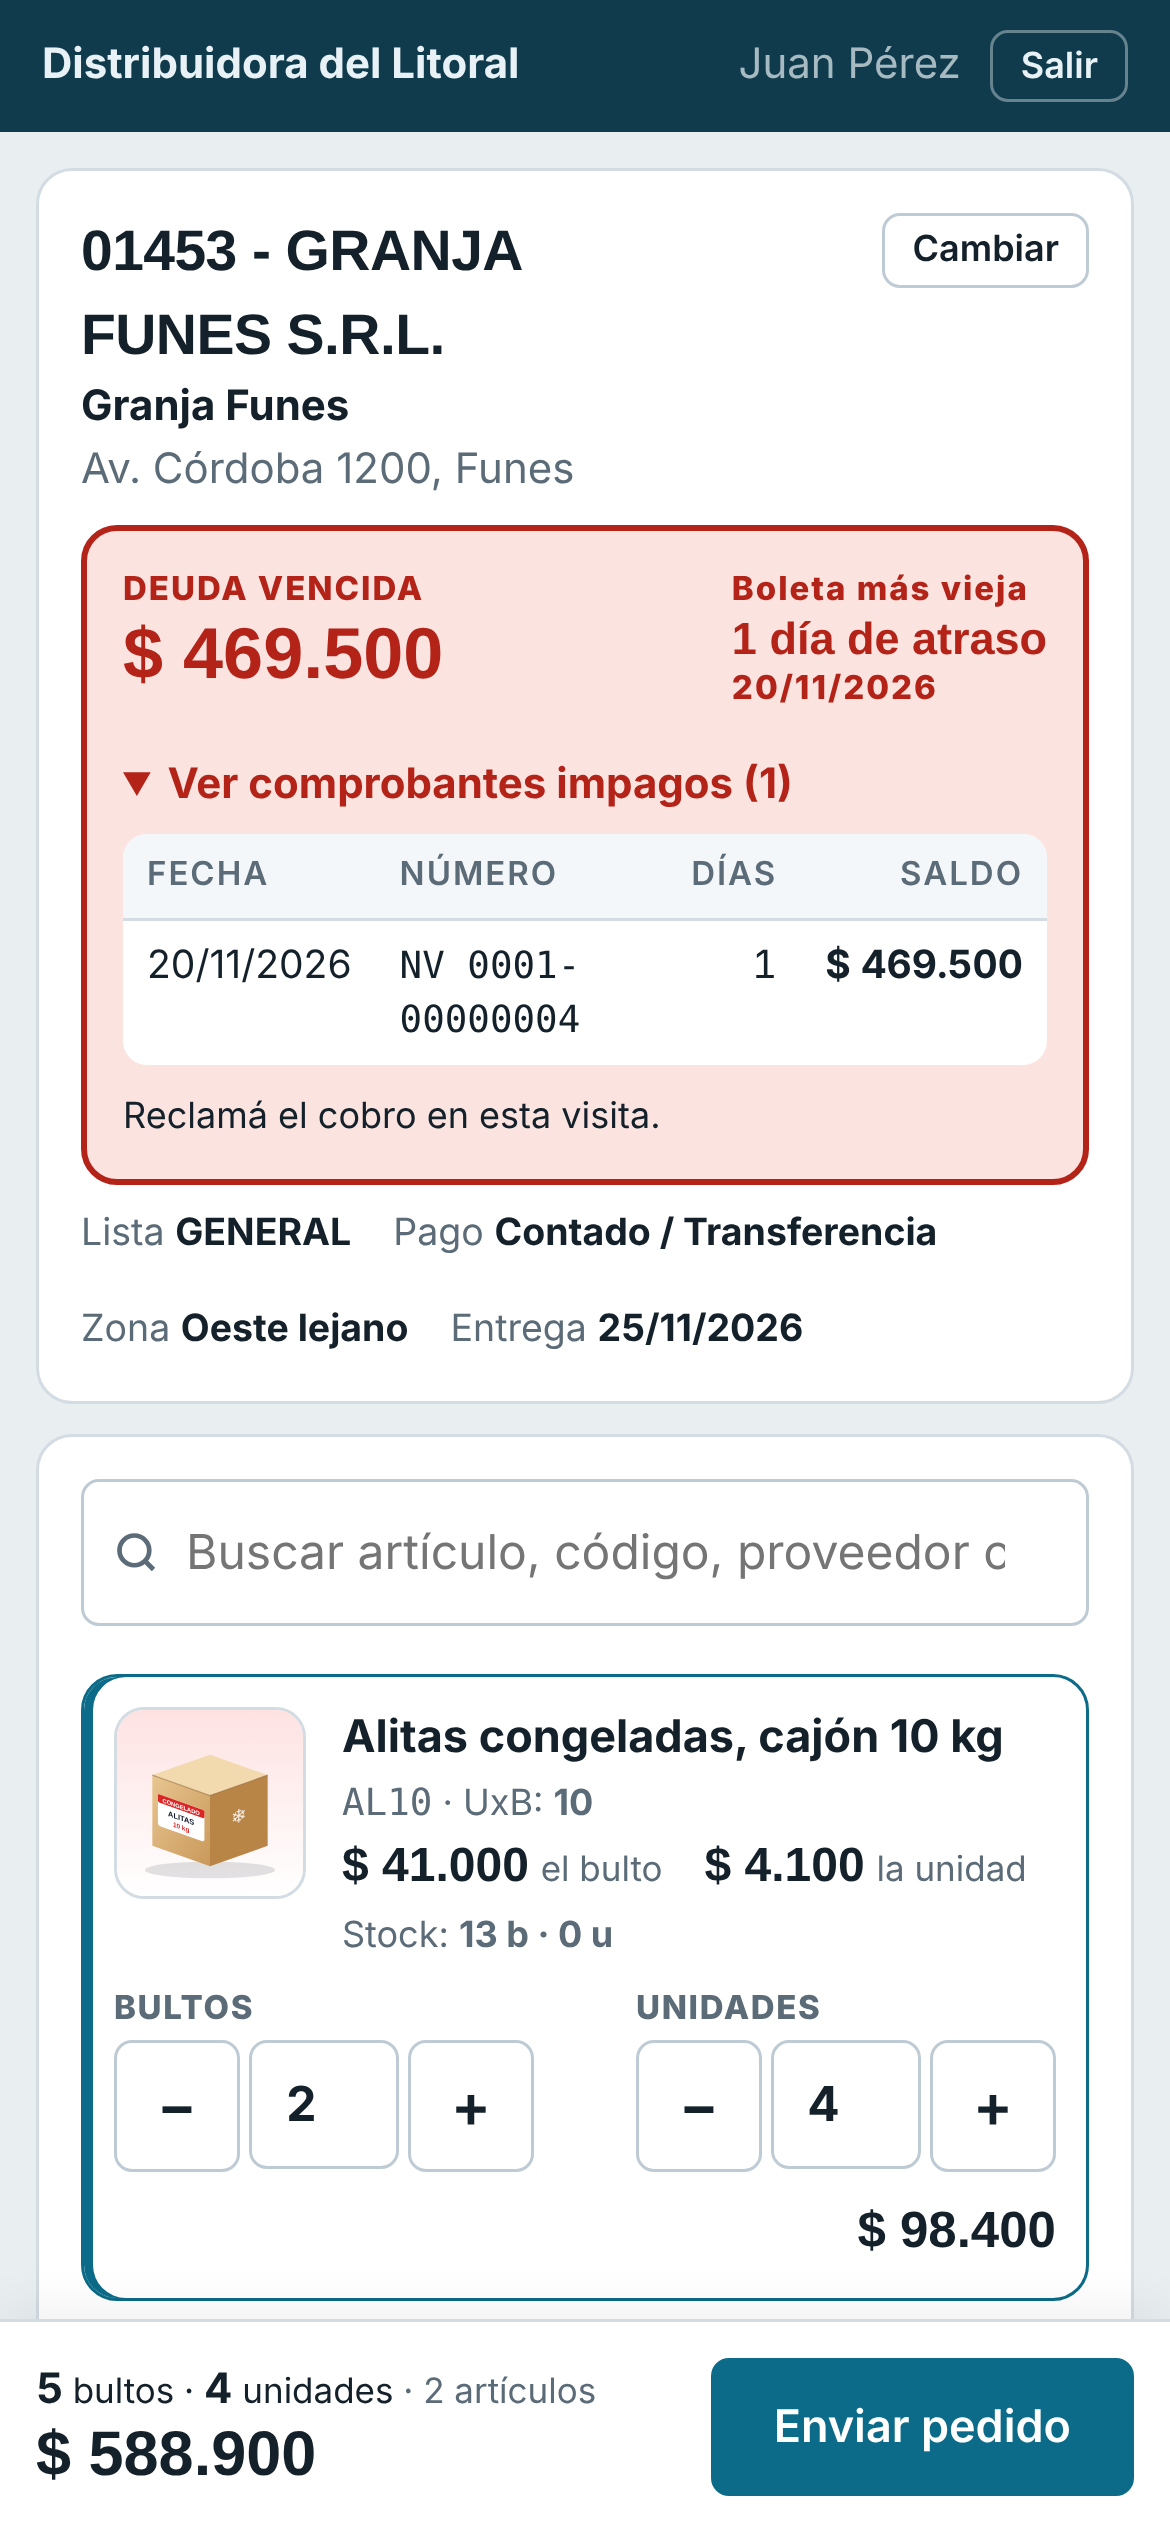 Distribuidora del Litoral
Juan Pérez
Salir
01453 - GRANJA
FUNES S.R.L.
Cambiar
Granja Funes
Av. Córdoba 1200, Funes
DEUDA VENCIDA
$ 469.500
Boleta más vieja
1 día de atraso
20/11/2026
▼ Ver comprobantes impagos (1)
FECHA NÚMERO DÍAS SALDO
20/11/2026 NV 0001-
00000004 1 $ 469.500
Reclamá el cobro en esta visita.
Lista GENERAL Pago Contado / Transferencia
Zona Oeste lejano Entrega 25/11/2026
Buscar artículo, código, proveedor
Alitas congeladas, cajón 10 kg
CONGELADO
ALITAS
10 kg
AL10 · UxB: 10
$ 41.000 el bulto $ 4.100 la unidad
Stock: 13 b · 0 u
BULTOS
– 2 +
UNIDADES
– 4 +
$ 98.400
5 bultos · 4 unidades · 2 artículos
$ 588.900
Enviar pedido